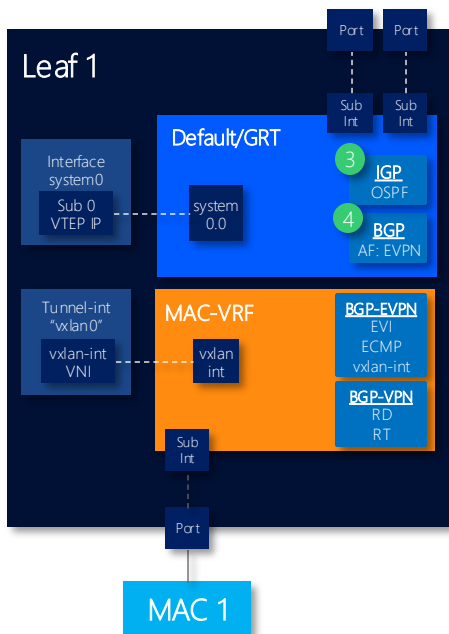 Port
Port
Leaf 1
Sub
Int
Sub
Int
Default/GRT
Interface
system0
Sub 0
VTEP IP
system
0.0
3
IGP
OSPF
4
BGP
AF: EVPN
Tunnel-int
"vxlan0"
vxlan-int
VNI
MAC-VRF
vxlan
int
BGP-EVPN
EVI
ECMP
vxlan-int
BGP-VPN
RD
RT
Sub
Int
Port
MAC 1